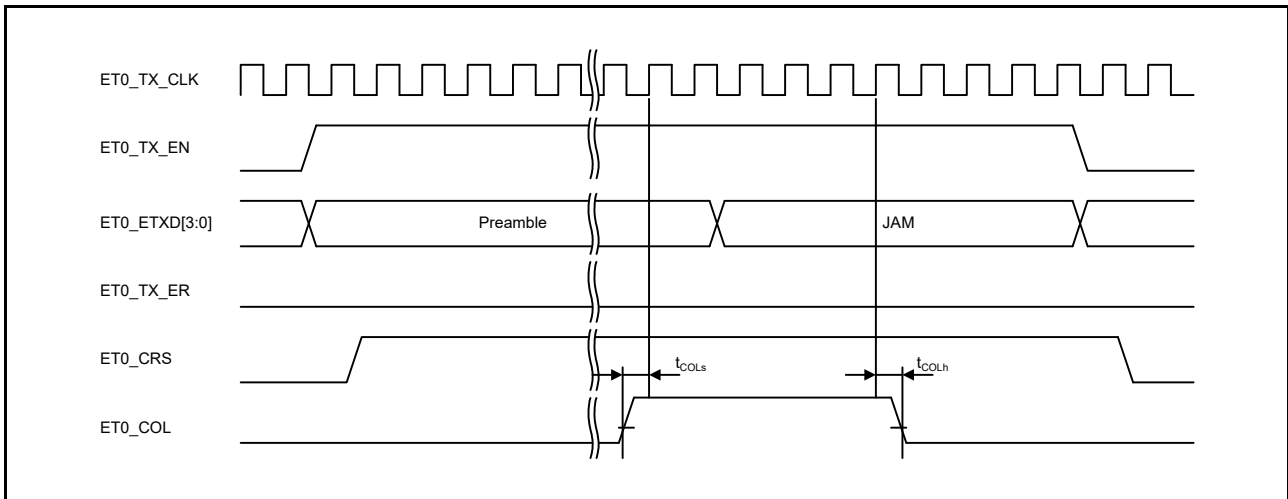 ET0_TX_CLK
ET0_TX_EN
ET0_ETXD[3:0]
Preamble
JAM
ET0_TX_ER
ET0_CRS
tCOLs
tCOLh
ET0_COL